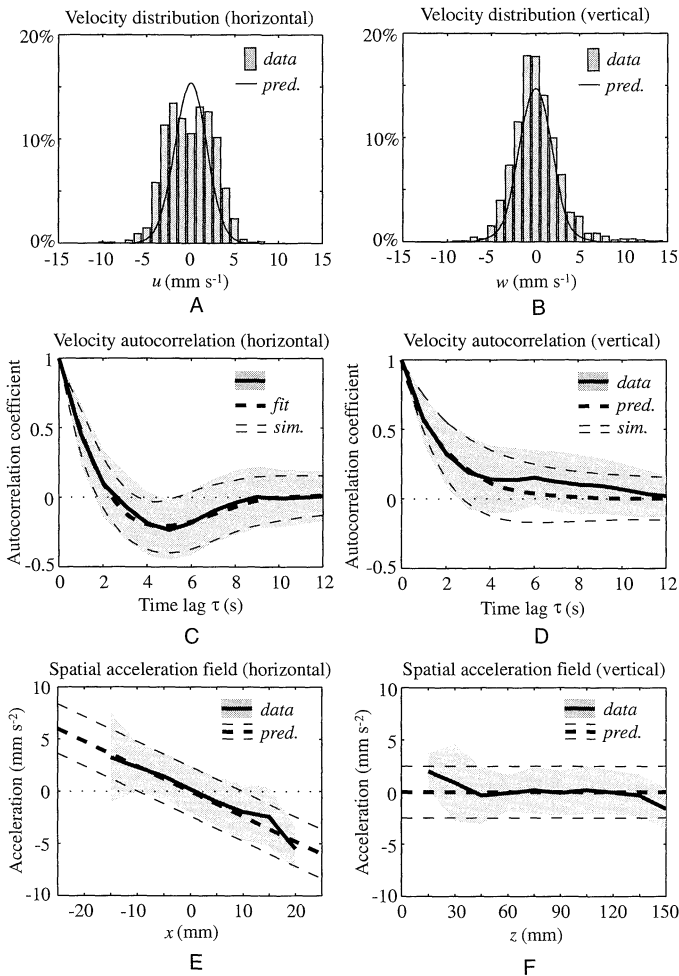 Velocity distribution (horizontal)
20%
10%
0%
data
pred.
-15 -10 -5 0 5 10 15
u (mm s-1)
A
Velocity distribution (vertical)
20%
10%
0%
data
pred.
-15 -10 -5 0 5 10 15
w (mm s-1)
B
Velocity autocorrelation (horizontal)
Autocorrelation coefficient
1
0.5
0
-0.5
fit
sim.
0 2 4 6 8 10 12
Time lag τ (s)
C
Velocity autocorrelation (vertical)
Autocorrelation coefficient
1
0.5
0
-0.5
data
pred.
sim.
0 2 4 6 8 10 12
Time lag τ (s)
D
Spatial acceleration field (horizontal)
Acceleration (mm s-2)
10
5
0
-5
-10
data
pred.
-20 -10 0 10 20
x (mm)
E
Spatial acceleration field (vertical)
Acceleration (mm s-2)
10
5
0
-5
-10
data
pred.
0 30 60 90 120 150
z (mm)
F